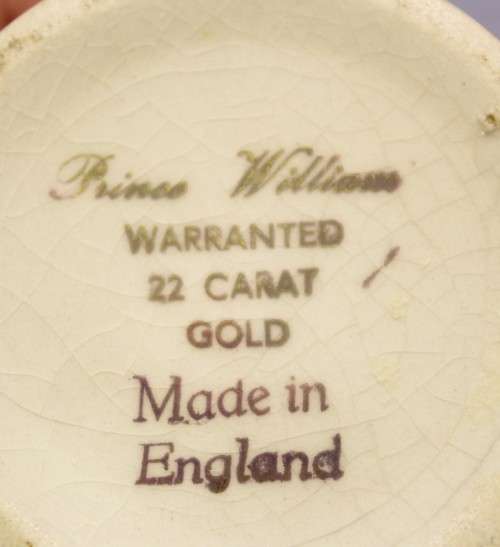 Prince William
WARRANTED
22 CARAT
GOLD
Made in
England